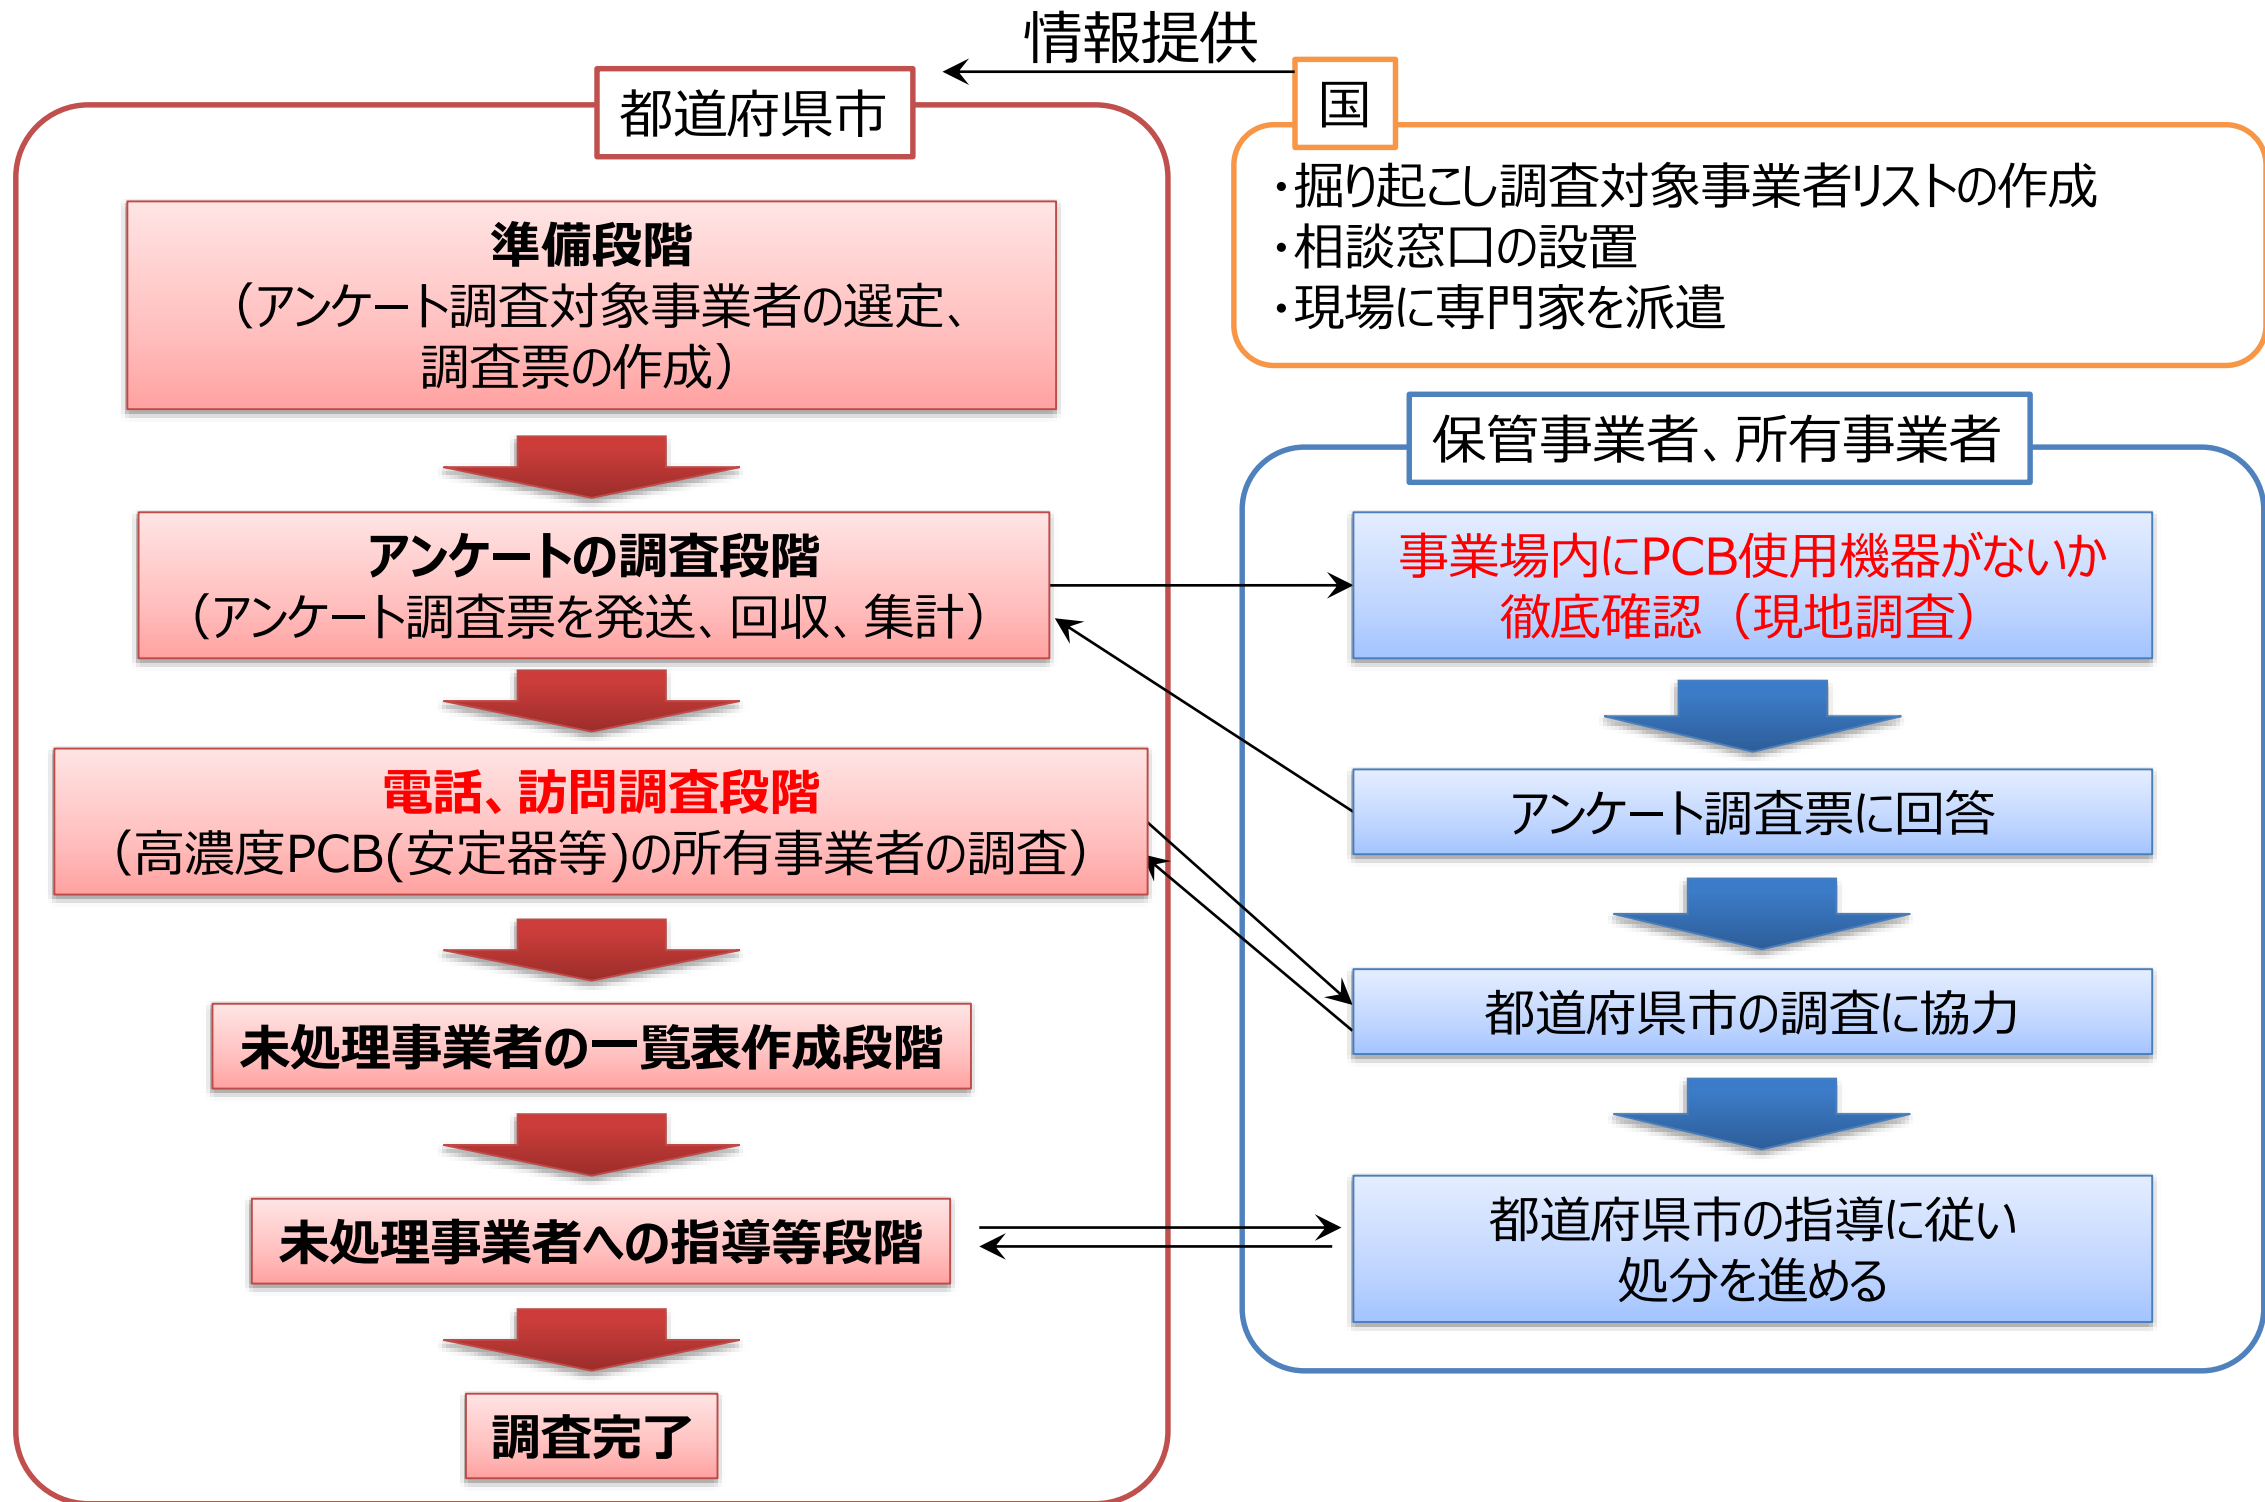 情報提供
都道府県市
準備段階
（アンケート調査対象事業者の選定、
調査票の作成）
アンケートの調査段階
（アンケート調査票を発送、回収、集計）
電話、訪問調査段階
（高濃度PCB(安定器等)の所有事業者の調査）
未処理事業者の一覧表作成段階
未処理事業者への指導等段階
調査完了
国
・掘り起こし調査対象事業者リストの作成
・相談窓口の設置
・現場に専門家を派遣
保管事業者、所有事業者
事業場内にPCB使用機器がないか
徹底確認（現地調査）
アンケート調査票に回答
都道府県市の調査に協力
都道府県市の指導に従い
処分を進める